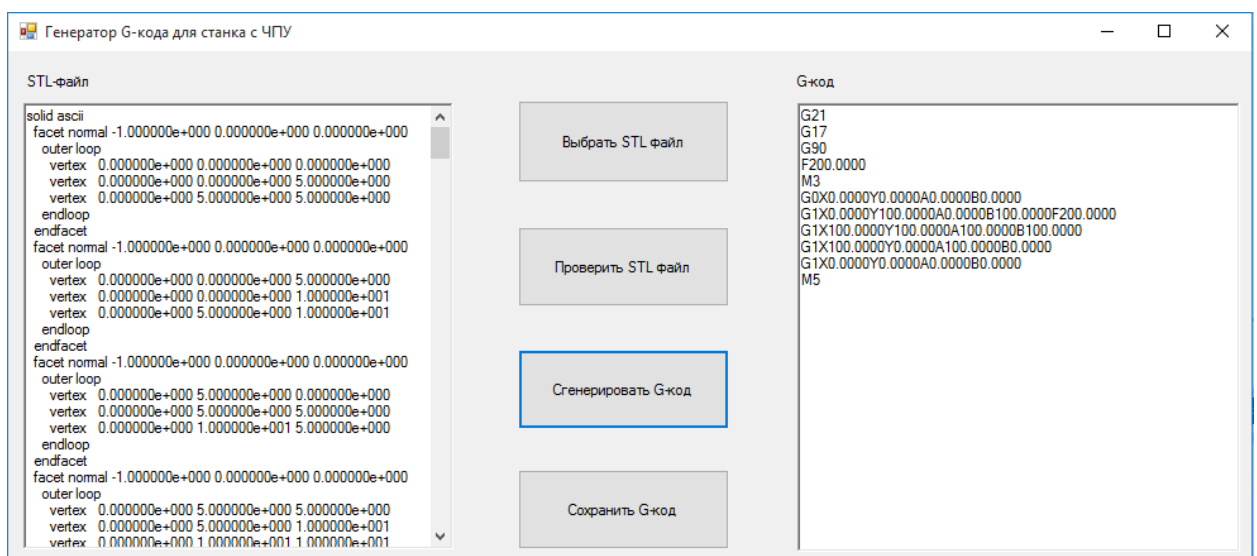 Генератор G-кода для станка с ЧПУ
STL-файл
solid ascii
facet normal -1.000000e+000 0.000000e+000 0.000000e+000
outer loop
vertex 0.000000e+000 0.000000e+000 0.000000e+000
vertex 0.000000e+000 0.000000e+000 5.000000e+000
vertex 0.000000e+000 5.000000e+000 5.000000e+000
endloop
endfacet
facet normal -1.000000e+000 0.000000e+000 0.000000e+000
outer loop
vertex 0.000000e+000 0.000000e+000 5.000000e+000
vertex 0.000000e+000 0.000000e+000 1.000000e+001
vertex 0.000000e+000 5.000000e+000 1.000000e+001
endloop
endfacet
facet normal -1.000000e+000 0.000000e+000 0.000000e+000
outer loop
vertex 0.000000e+000 5.000000e+000 0.000000e+000
vertex 0.000000e+000 5.000000e+000 5.000000e+000
vertex 0.000000e+000 1.000000e+001 5.000000e+000
endloop
endfacet
facet normal -1.000000e+000 0.000000e+000 0.000000e+000
outer loop
vertex 0.000000e+000 5.000000e+000 5.000000e+000
vertex 0.000000e+000 5.000000e+000 1.000000e+001
vertex 0.000000e+000 1.000000e+001 1.000000e+001
Выбрать STL файл
Проверить STL файл
Сгенерировать G-код
Сохранить G-код
G-код
G21
G17
G90
F200.0000
M3
G0X0.0000Y0.0000A0.0000B0.0000
G1X0.0000Y100.0000A0.0000B100.0000F200.0000
G1X100.0000Y100.0000A100.0000B100.0000
G1X100.0000Y0.0000A100.0000B0.0000
G1X0.0000Y0.0000A0.0000B0.0000
M5